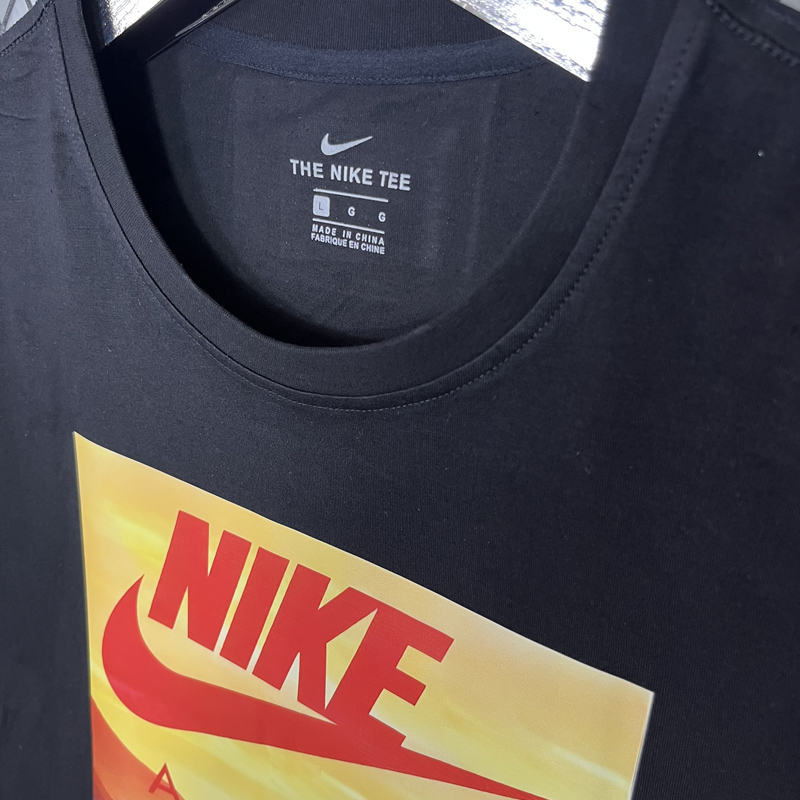 THE NIKE TEE
L G G
MADE IN CHINA
FABRIQUE EN CHINE
NIKE
A